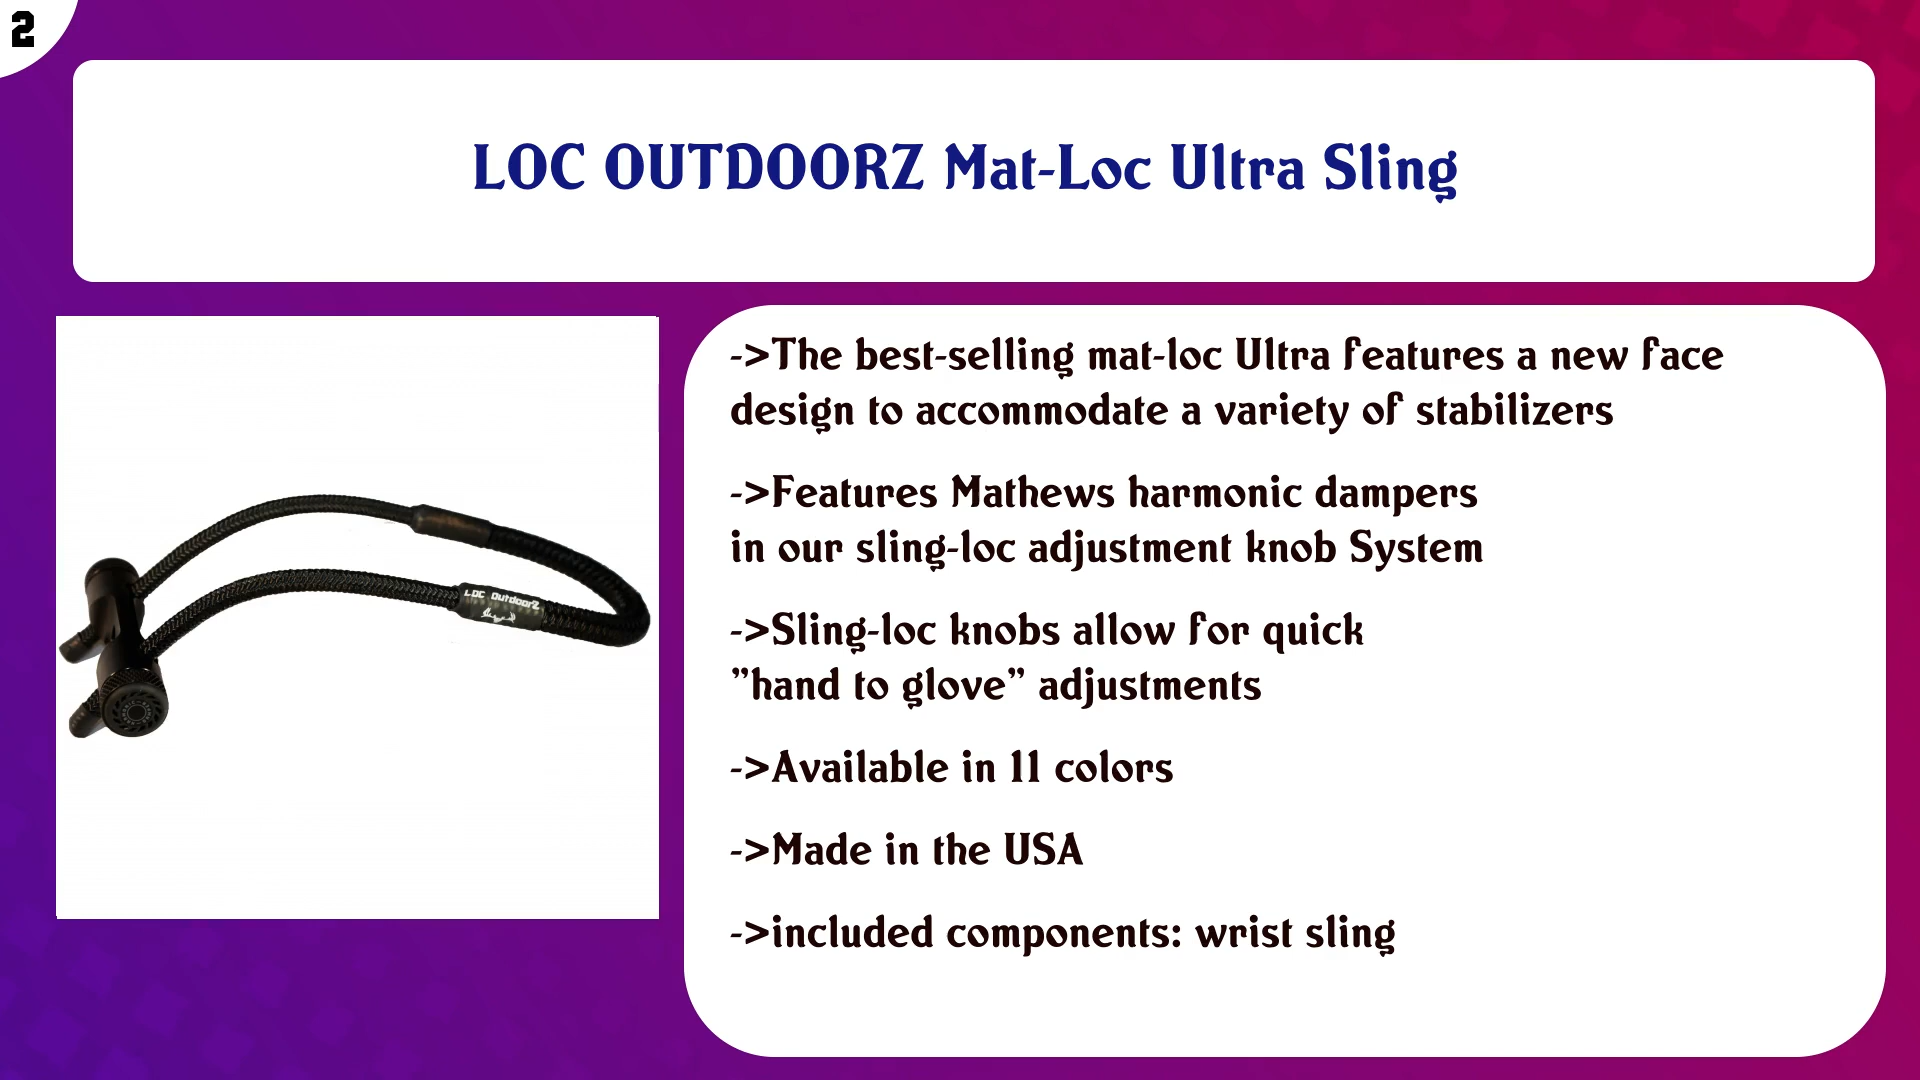 2
LOC OUTDOORZ Mat-Loc Ultra Sling
->The best-selling mat-loc Ultra features a new face
design to accommodate a variety of stabilizers
->Features Mathews harmonic dampers
in our sling-loc adjustment knob System
->Sling-loc knobs allow for quick
"hand to glove" adjustments
->Available in 11 colors
->Made in the USA
->included components: wrist sling
LOC OutdoorZ